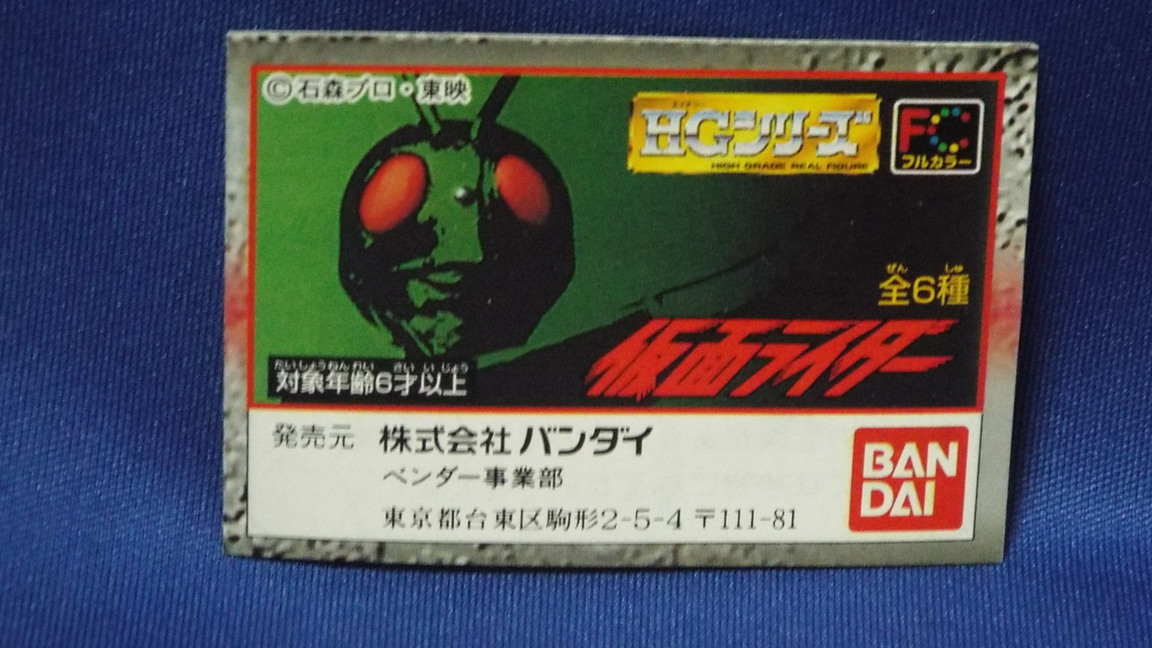 ©石森プロ・東映
HGシリーズ
HIGH GRADE REAL FIGURE
FC
フルカラー
ぜん しゅ
全6種
仮面ライダー
たいしょうねんれい さい いじょう
対象年齢6才以上
発売元 株式会社バンダイ
ベンダー事業部
東京都台東区駒形2-5-4 〒111-81
BAN
DAI